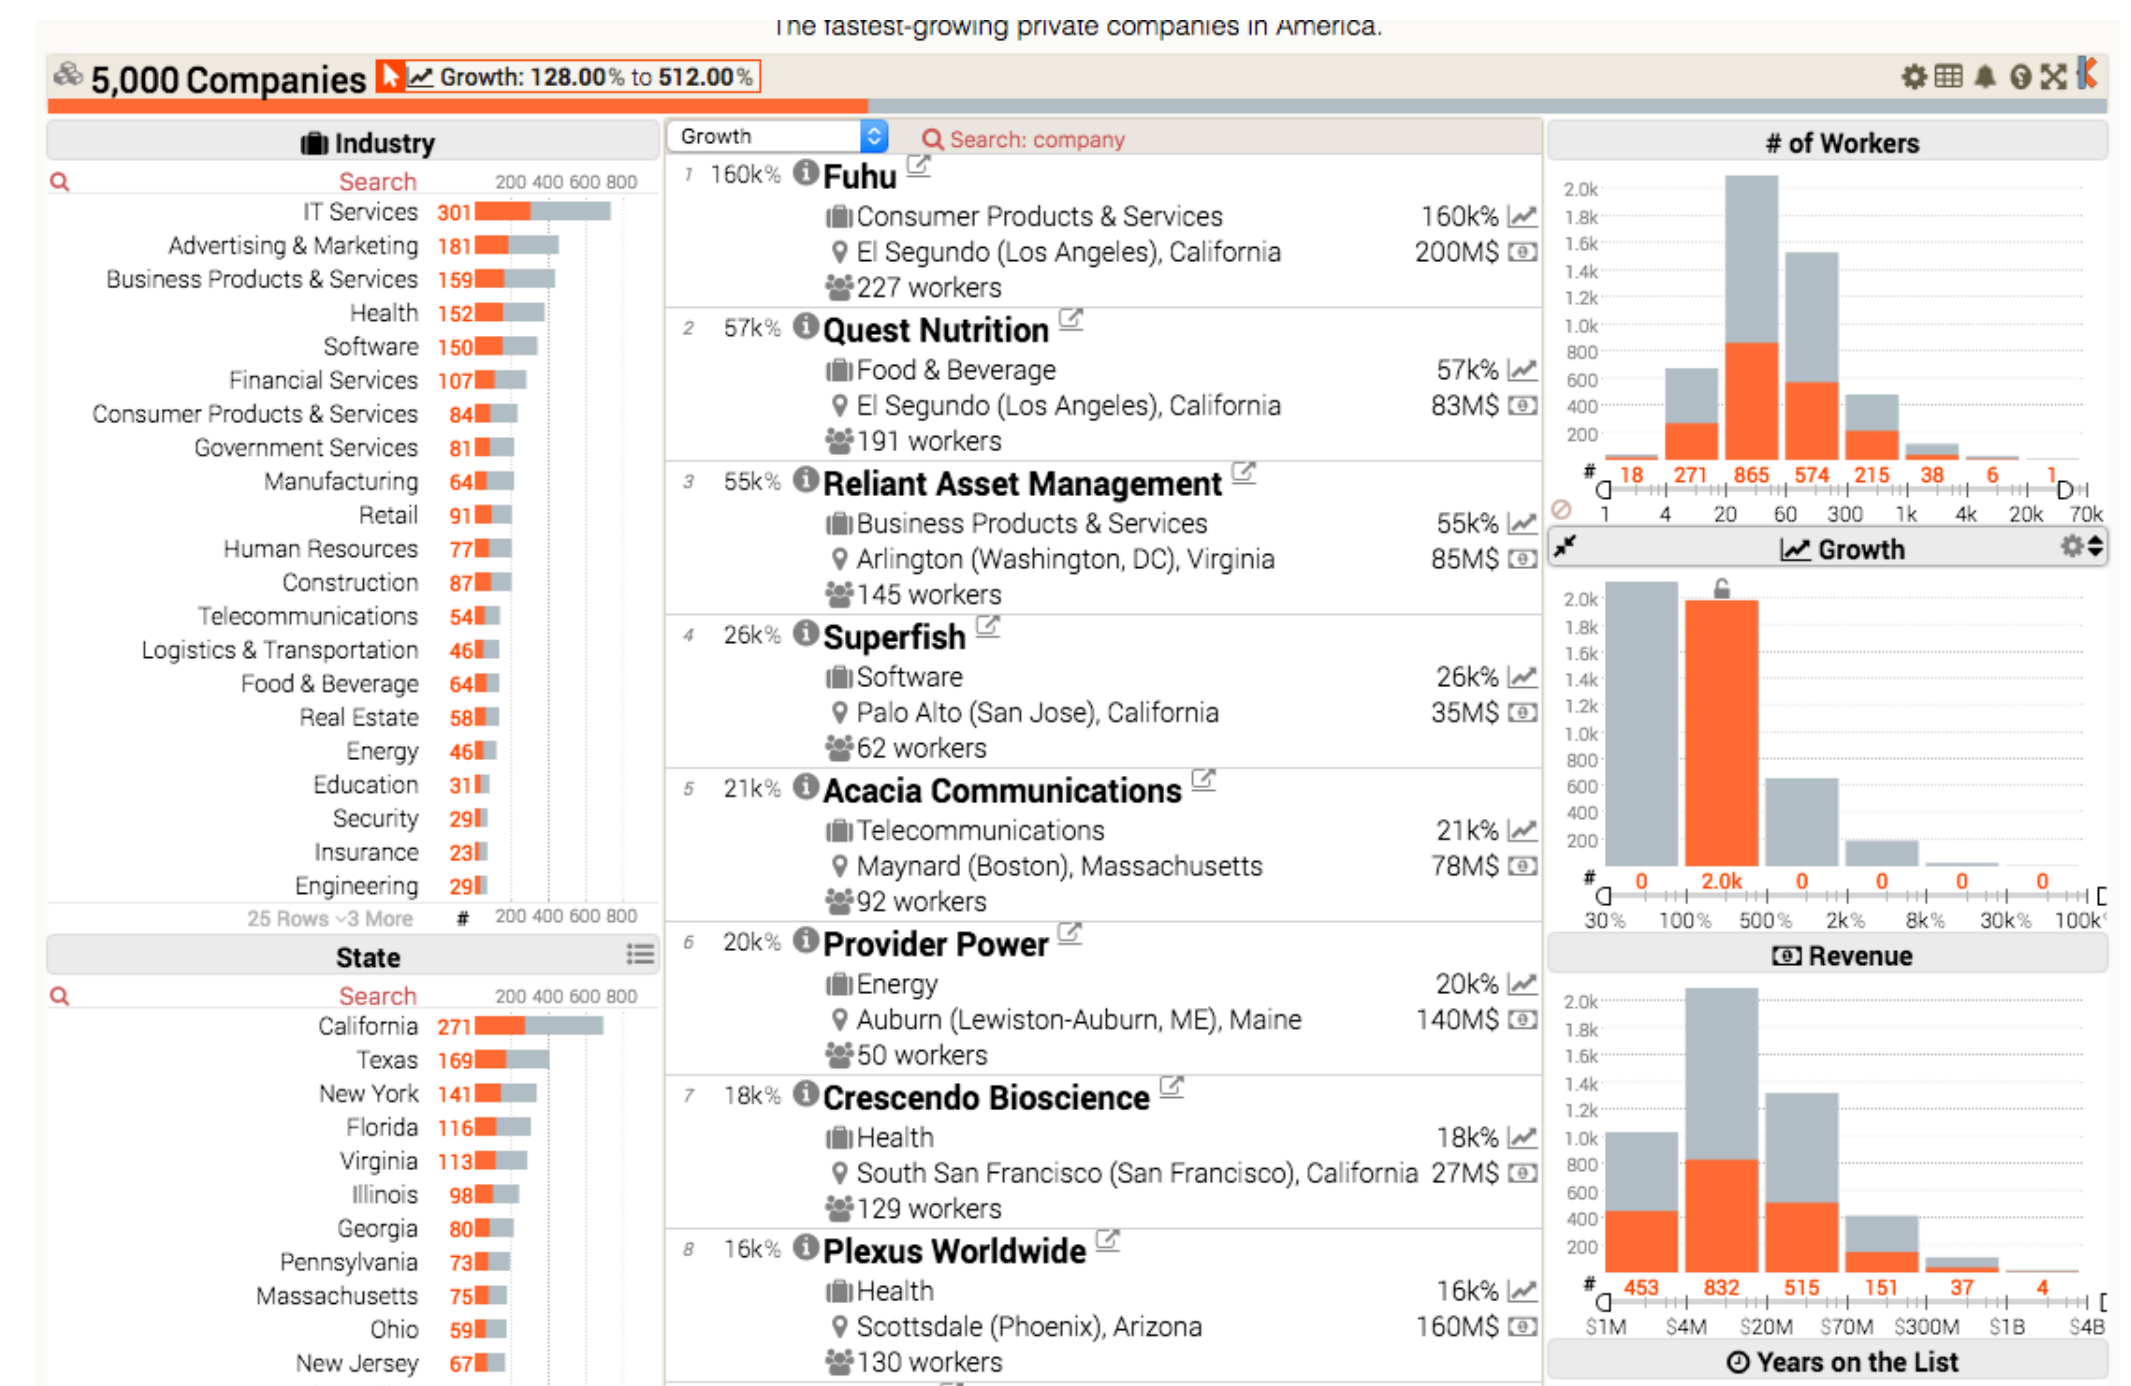 The fastest-growing private companies in America.
5,000 Companies Growth: 128.00% to 512.00%
Industry
Search 200 400 600 800
IT Services 301
Advertising & Marketing 181
Business Products & Services 159
Health 152
Software 150
Financial Services 107
Consumer Products & Services 84
Government Services 81
Manufacturing 64
Retail 91
Human Resources 77
Construction 87
Telecommunications 54
Logistics & Transportation 46
Food & Beverage 64
Real Estate 58
Energy 46
Education 31
Security 29
Insurance 23
Engineering 29
25 Rows 3 More # 200 400 600 800
State
Search 200 400 600 800
California 271
Texas 169
New York 141
Florida 116
Virginia 113
Illinois 98
Georgia 80
Pennsylvania 73
Massachusetts 75
Ohio 59
New Jersey 67
Growth Search: company
1 160k% Fuhu
Consumer Products & Services 160k%
El Segundo (Los Angeles), California 200M$
227 workers
2 57k% Quest Nutrition
Food & Beverage 57k%
El Segundo (Los Angeles), California 83M$
191 workers
3 55k% Reliant Asset Management
Business Products & Services 55k%
Arlington (Washington, DC), Virginia 85M$
145 workers
4 26k% Superfish
Software 26k%
Palo Alto (San Jose), California 35M$
62 workers
5 21k% Acacia Communications
Telecommunications 21k%
Maynard (Boston), Massachusetts 78M$
92 workers
6 20k% Provider Power
Energy 20k%
Auburn (Lewiston-Auburn, ME), Maine 140M$
50 workers
7 18k% Crescendo Bioscience
Health 18k%
South San Francisco (San Francisco), California 27M$
129 workers
8 16k% Plexus Worldwide
Health 16k%
Scottsdale (Phoenix), Arizona 160M$
130 workers
# of Workers
2.0k
1.8k
1.6k
1.4k
1.2k
1.0k
800
600
400
200
# 18 271 865 574 215 38 6 1
1 4 20 60 300 1k 4k 20k 70k
Growth
2.0k
1.8k
1.6k
1.4k
1.2k
1.0k
800
600
400
200
# 0 2.0k 0 0 0 0
30% 100% 500% 2k% 8k% 30k% 100k%
Revenue
2.0k
1.8k
1.6k
1.4k
1.2k
1.0k
800
600
400
200
# 453 832 515 151 37 4
$1M $4M $20M $70M $300M $1B $4B
Years on the List